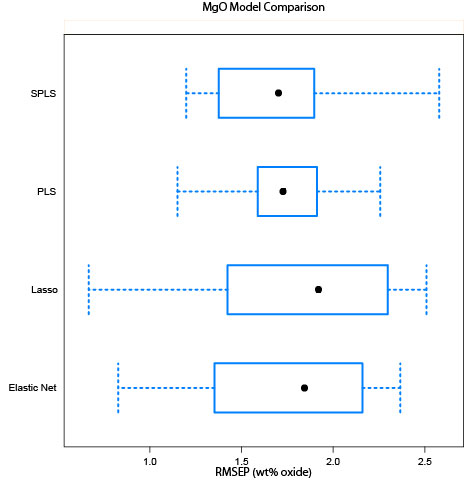 MgO Model Comparison
SPLS
PLS
Lasso
Elastic Net
1.0 1.5 2.0 2.5
RMSEP (wt% oxide)